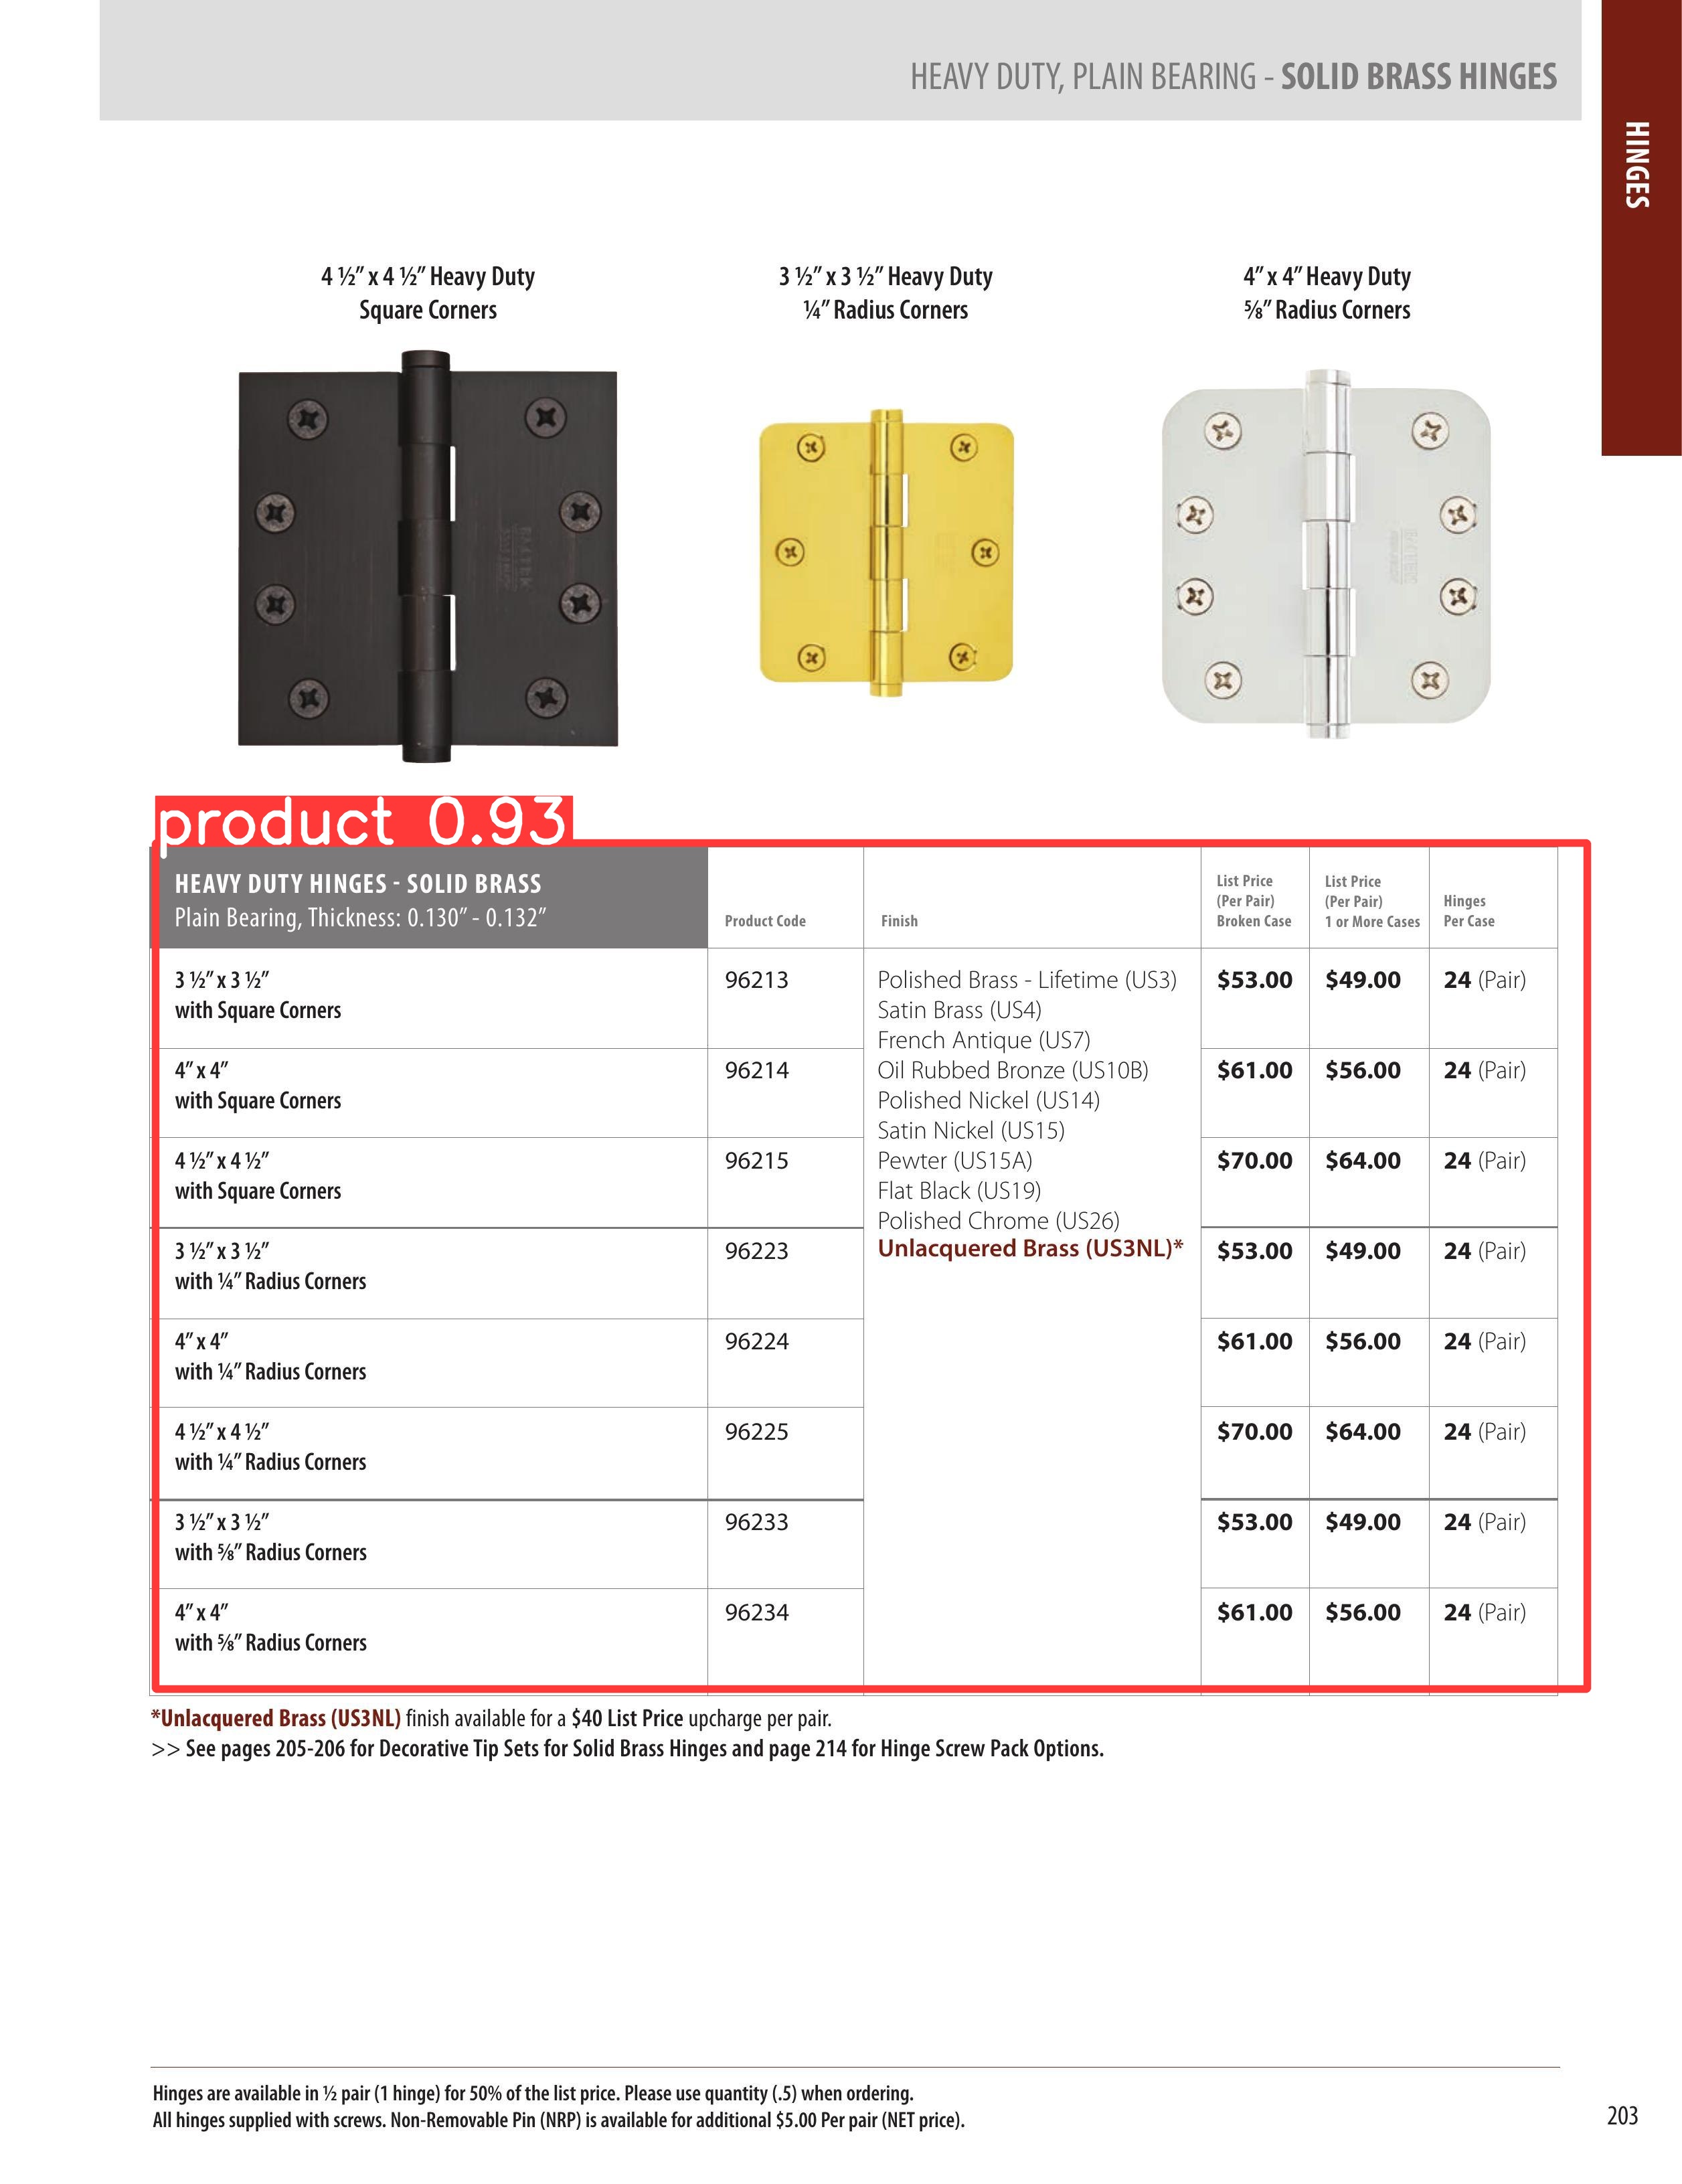 HEAVY DUTY, PLAIN BEARING - SOLID BRASS HINGES
HINGES
4 ½” x 4 ½” Heavy Duty
Square Corners
3 ½” x 3 ½” Heavy Duty
¼” Radius Corners
4” x 4” Heavy Duty
⅝” Radius Corners
product 0.93
HEAVY DUTY HINGES - SOLID BRASS
Plain Bearing, Thickness: 0.130” - 0.132”
Product Code
Finish
List Price
(Per Pair)
Broken Case
List Price
(Per Pair)
1 or More Cases
Hinges
Per Case
3 ½” x 3 ½”
with Square Corners
96213
$53.00 $49.00 24 (Pair)
4” x 4”
with Square Corners
96214
$61.00 $56.00 24 (Pair)
4 ½” x 4 ½”
with Square Corners
96215
$70.00 $64.00 24 (Pair)
3 ½” x 3 ½”
with ¼” Radius Corners
96223
$53.00 $49.00 24 (Pair)
4” x 4”
with ¼” Radius Corners
96224
$61.00 $56.00 24 (Pair)
4 ½” x 4 ½”
with ¼” Radius Corners
96225
$70.00 $64.00 24 (Pair)
3 ½” x 3 ½”
with ⅝” Radius Corners
96233
$53.00 $49.00 24 (Pair)
4” x 4”
with ⅝” Radius Corners
96234
$61.00 $56.00 24 (Pair)
Polished Brass - Lifetime (US3)
Satin Brass (US4)
French Antique (US7)
Oil Rubbed Bronze (US10B)
Polished Nickel (US14)
Satin Nickel (US15)
Pewter (US15A)
Flat Black (US19)
Polished Chrome (US26)
Unlacquered Brass (US3NL)*
*Unlacquered Brass (US3NL) finish available for a $40 List Price upcharge per pair.
>> See pages 205-206 for Decorative Tip Sets for Solid Brass Hinges and page 214 for Hinge Screw Pack Options.
Hinges are available in ½ pair (1 hinge) for 50% of the list price. Please use quantity (.5) when ordering.
All hinges supplied with screws. Non-Removable Pin (NRP) is available for additional $5.00 Per pair (NET price).
203